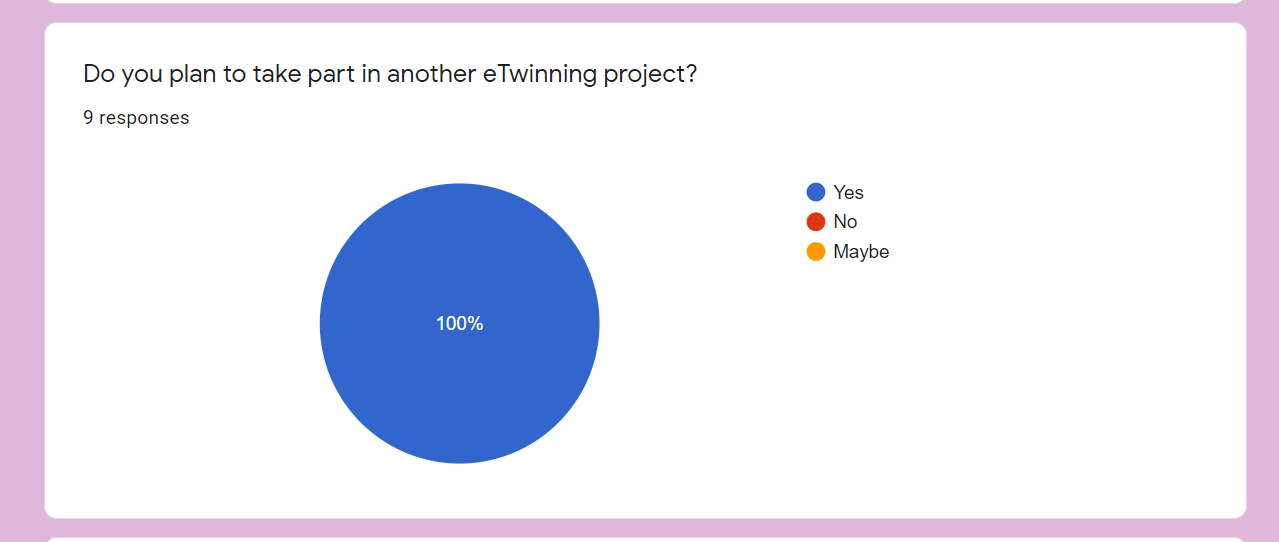 Do you plan to take part in another eTwinning project?
9 responses
100%
Yes
No
Maybe